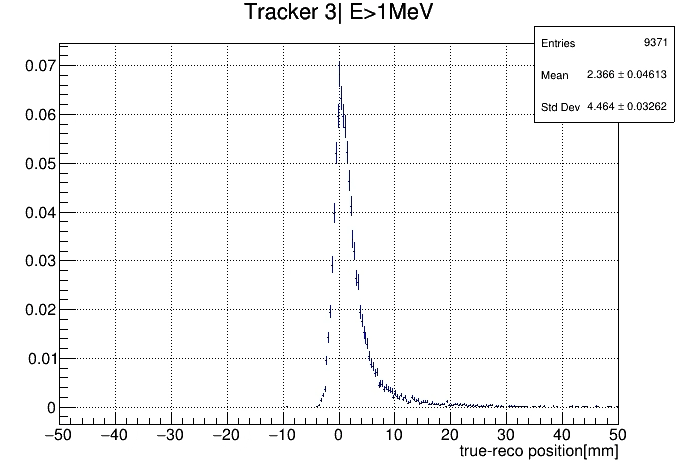 Tracker 3| E>1MeV
Entries 9371
Mean 2.366 ± 0.04613
Std Dev 4.464 ± 0.03262
0.07
0.06
0.05
0.04
0.03
0.02
0.01
0
−50 −40 −30 −20 −10 0 10 20 30 40 50
true-reco position[mm]